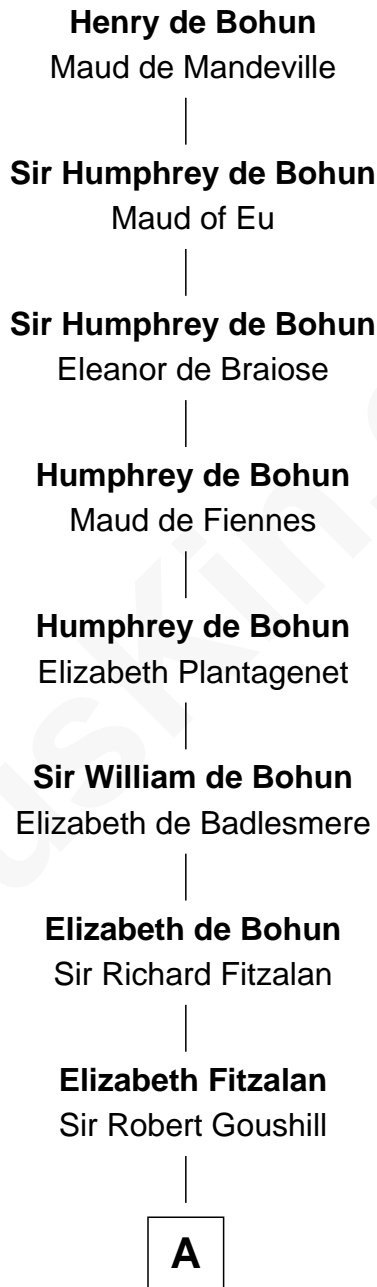 Henry de Bohun
Maud de Mandeville
Sir Humphrey de Bohun
Maud of Eu
Sir Humphrey de Bohun
Eleanor de Braiose
Humphrey de Bohun
Maud de Fiennes
Humphrey de Bohun
Elizabeth Plantagenet
Sir William de Bohun
Elizabeth de Badlesmere
Elizabeth de Bohun
Sir Richard Fitzalan
Elizabeth Fitzalan
Sir Robert Goushill
A